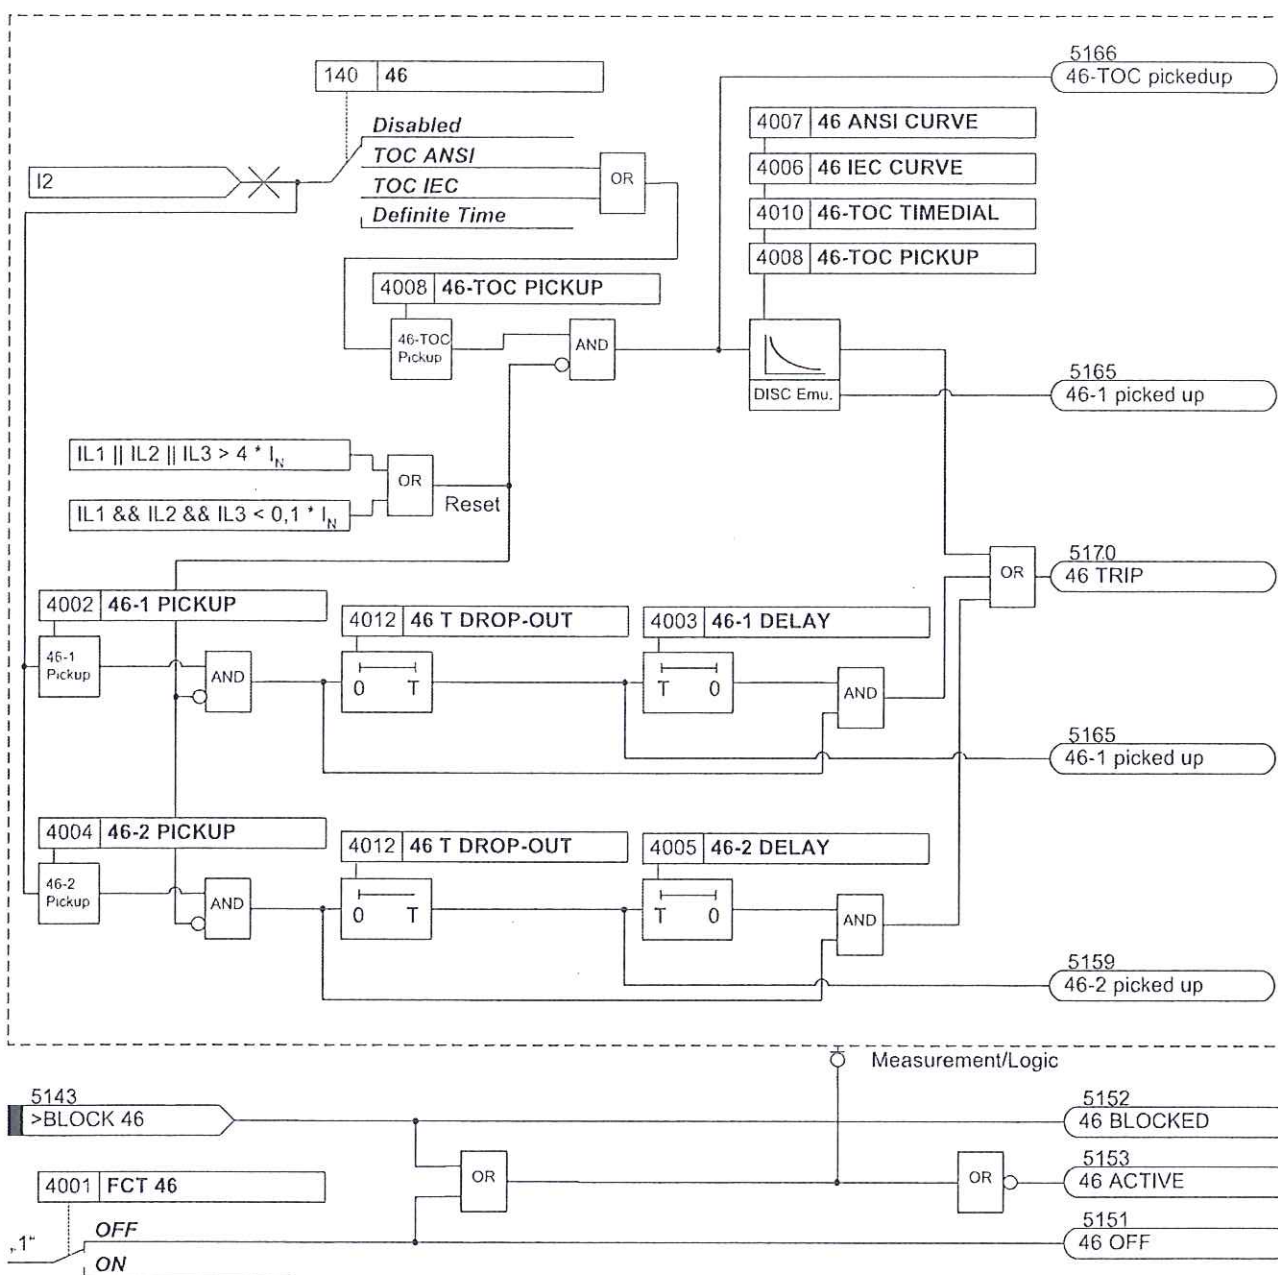 5166
140 46
46-TOC pickedup
Disabled
4007 46 ANSI CURVE
TOC ANSI
4006 46 IEC CURVE
I2
OR
TOC IEC
4010 46-TOC TIMEDIAL
Definite Time
4008 46-TOC PICKUP
4008 46-TOC PICKUP
46-TOC
Pickup
AND
5165
DISC Emu.
46-1 picked up
IL1 || IL2 || IL3 > 4 * IN
OR
Reset
IL1 && IL2 && IL3 < 0,1 * IN
5170
OR
46 TRIP
4002 46-1 PICKUP
4012 46 T DROP-OUT
4003 46-1 DELAY
46-1
Pickup
AND
0 T
T 0
AND
5165
46-1 picked up
4004 46-2 PICKUP
4012 46 T DROP-OUT
4005 46-2 DELAY
46-2
Pickup
AND
0 T
T 0
AND
5159
46-2 picked up
Measurement/Logic
5143
>BLOCK 46
5152
46 BLOCKED
4001 FCT 46
OR
OR
5153
46 ACTIVE
„1“
OFF
5151
46 OFF
ON